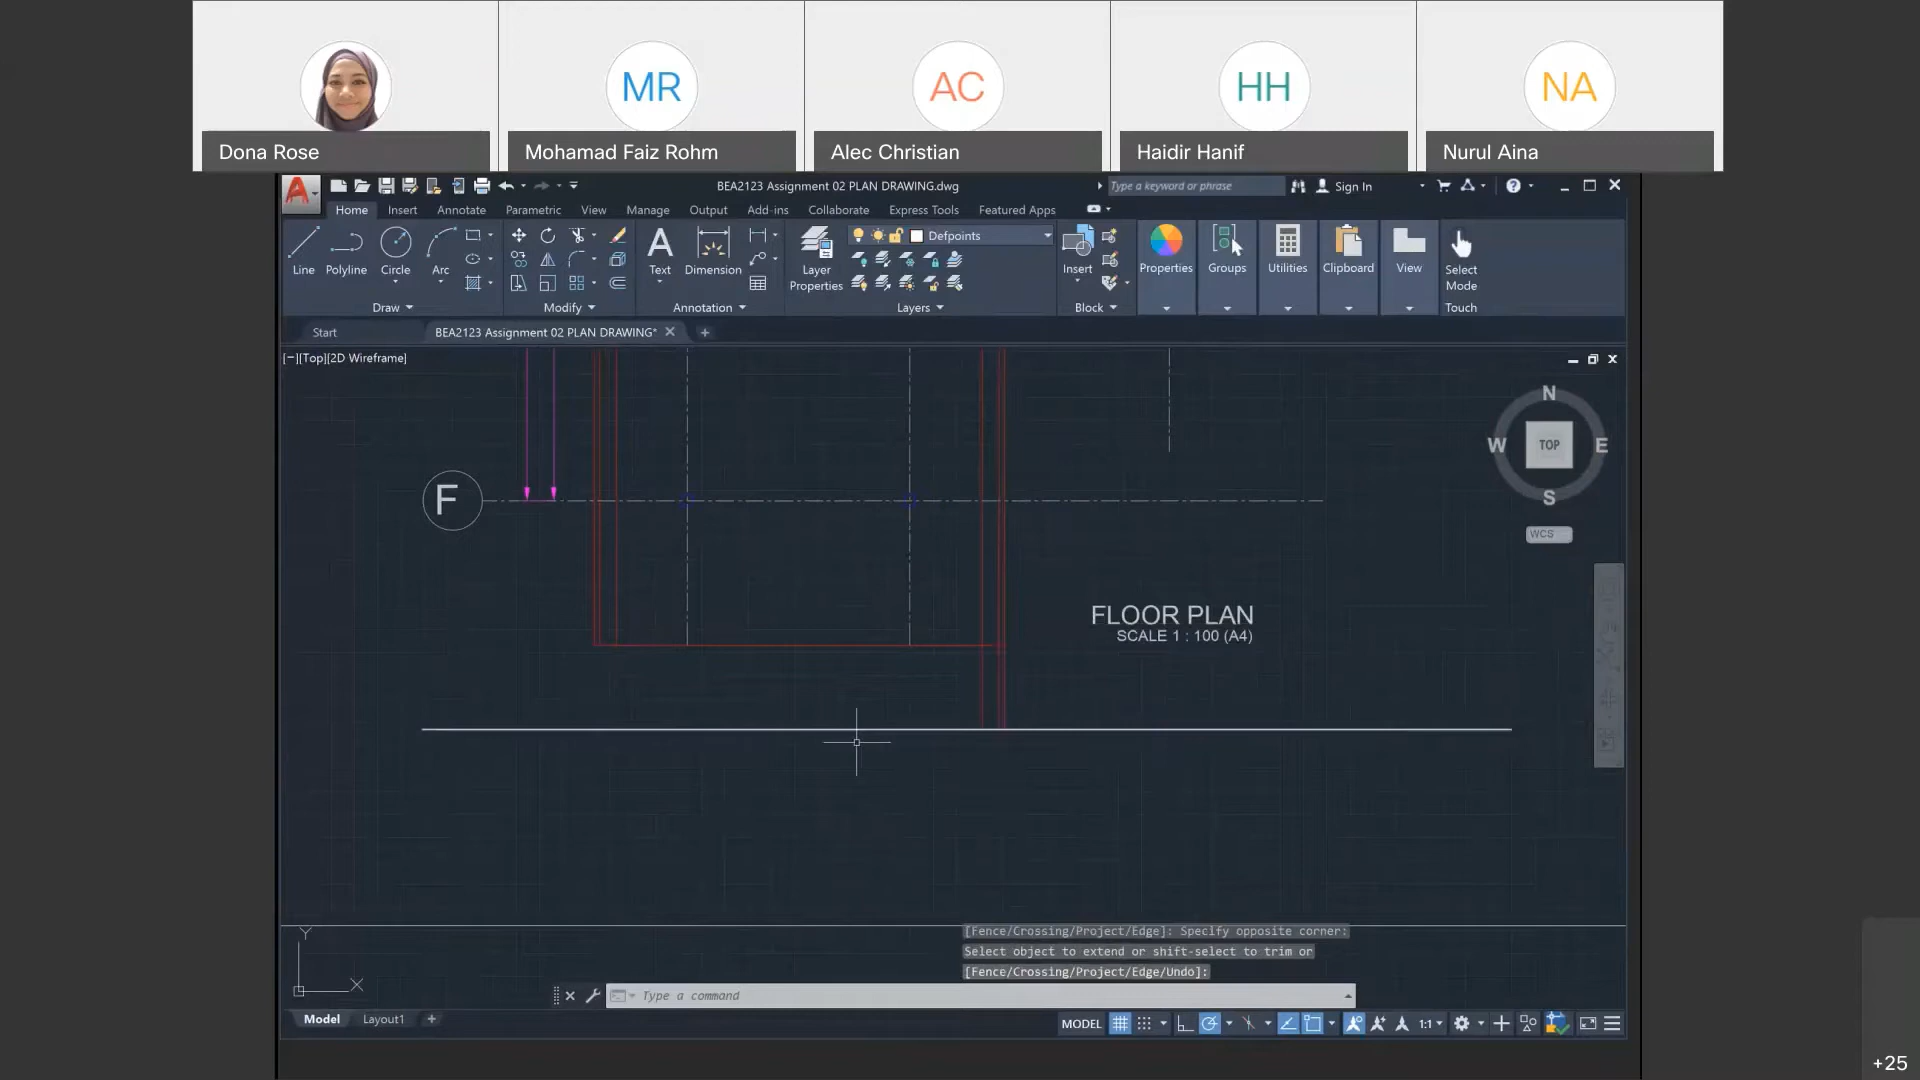 MR
AC
HH
NA
Dona Rose
Mohamad Faiz Rohm
Alec Christian
Haidir Hanif
Nurul Aina
A
BEA2123 Assignment 02 PLAN DRAWING.dwg
Type a keyword or phrase
Sign In
Home
Insert
Annotate
Parametric
View
Manage
Output
Add-ins
Collaborate
Express Tools
Featured Apps
Line
Polyline
Circle
Arc
Draw
Modify
A
Text
Dimension
Annotation
Layer
Properties
Defpoints
Layers
Insert
Block
Properties
Groups
Utilities
Clipboard
View
Select
Mode
Touch
Start
BEA2123 Assignment 02 PLAN DRAWING*
[−][Top][2D Wireframe]
N
W
TOP
E
S
WCS
F
FLOOR PLAN
SCALE 1 : 100 (A4)
Y
X
[Fence/Crossing/Project/Edge]: Specify opposite corner:
Select object to extend or shift-select to trim or
[Fence/Crossing/Project/Edge/Undo]:
Type a command
Model
Layout1
MODEL
1:1
+25